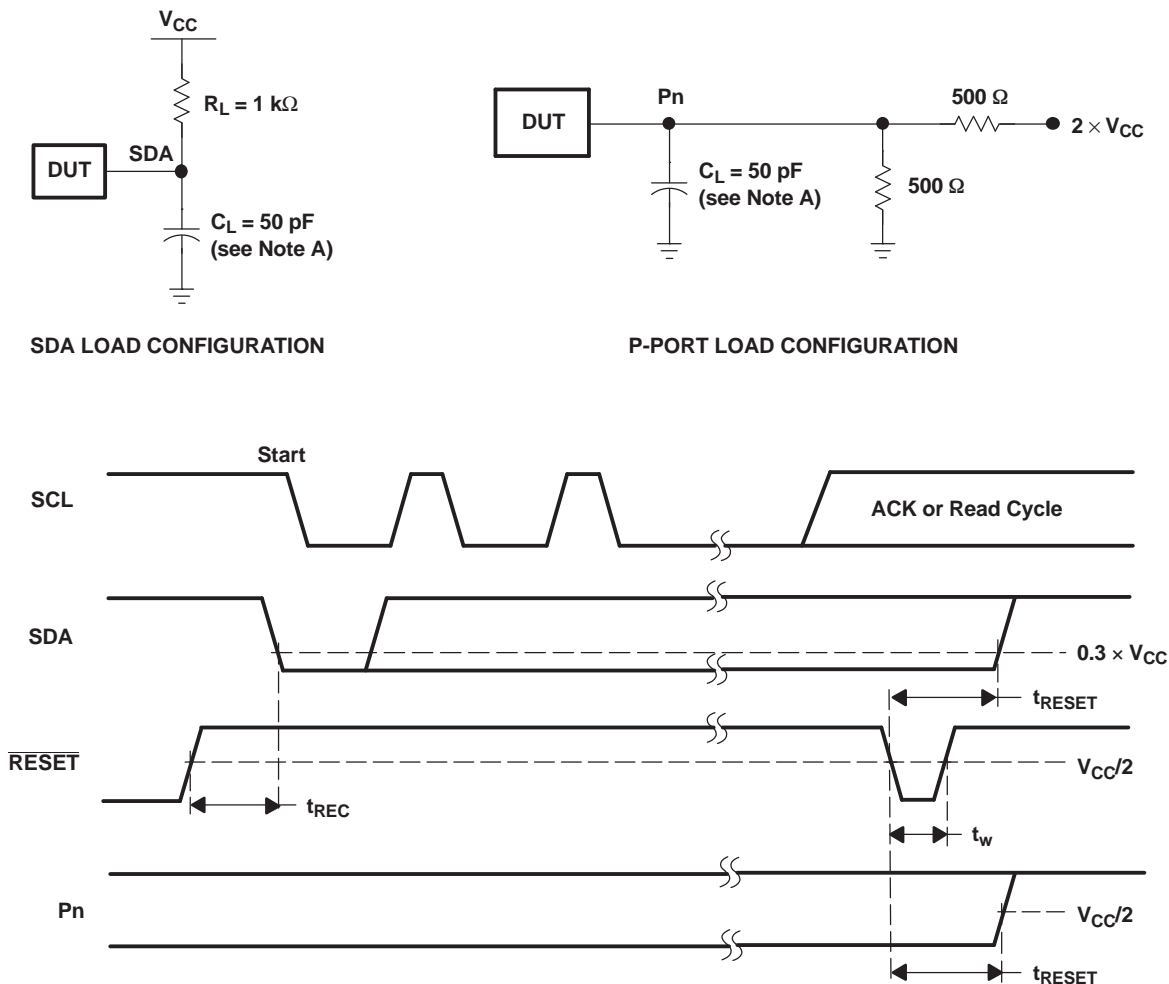 VCC
RL = 1 kΩ
DUT
SDA
CL = 50 pF
(see Note A)
SDA LOAD CONFIGURATION
DUT
Pn
500 Ω
2 × VCC
CL = 50 pF
(see Note A)
500 Ω
P-PORT LOAD CONFIGURATION
Start
SCL
ACK or Read Cycle
SDA
0.3 × VCC
tRESET
RESET
VCC/2
tREC
tw
Pn
VCC/2
tRESET